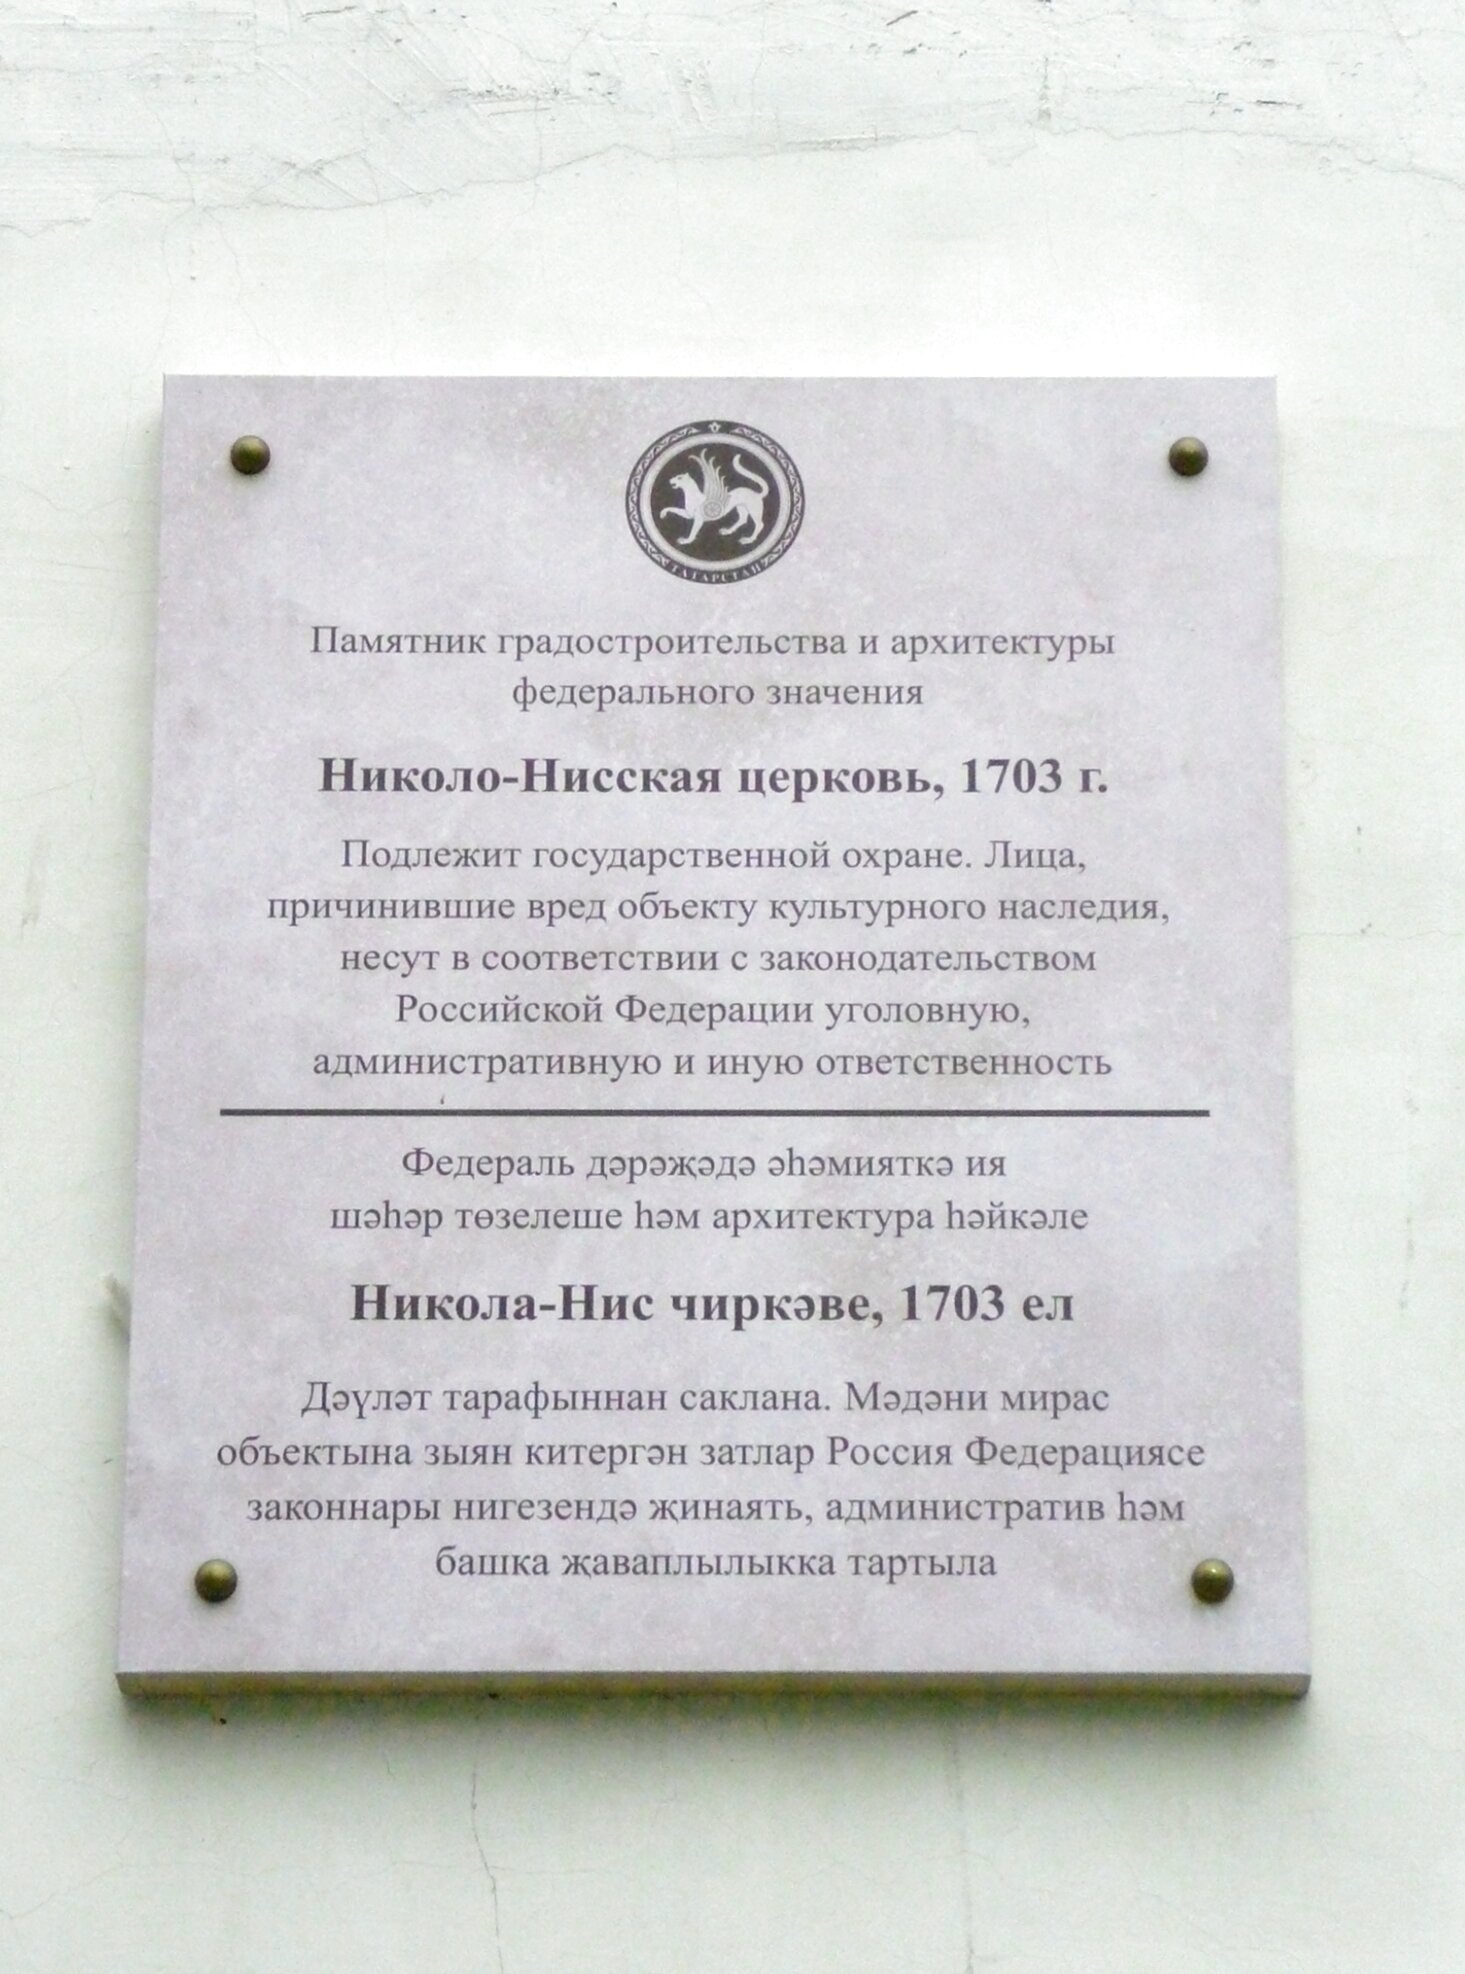 ТАТАРСТАН
Памятник градостроительства и архитектуры
федерального значения
Николо-Нисская церковь, 1703 г.
Подлежит государственной охране. Лица,
причинившие вред объекту культурного наследия,
несут в соответствии с законодательством
Российской Федерации уголовную,
административную и иную ответственность
Федераль дәрәҗәдә әһәмияткә ия
шәһәр төзелеше һәм архитектура һәйкәле
Никола-Нис чиркәве, 1703 ел
Дәүләт тарафыннан саклана. Мәдәни мирас
объектына зыян китергән затлар Россия Федерациясе
законнары нигезендә җинаять, административ һәм
башка җаваплылыкка тартыла